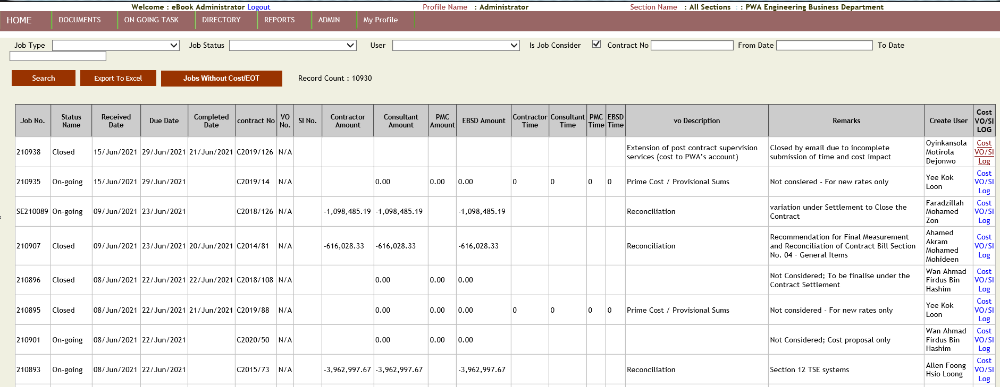 Welcome : eBook Administrator Logout Profile Name : Administrator Section Name : All Sections : : PWA Engineering Business Department
HOME DOCUMENTS ON GOING TASK DIRECTORY REPORTS ADMIN My Profile
Job Type Job Status User Is Job Consider Contract No From Date To Date
Search Export To Excel Jobs Without Cost/EOT Record Count : 10930
Job No. Status Name Received Date Due Date Completed Date contract No VO No. SI No. Contractor Amount Consultant Amount PMC Amount EBSD Amount Contractor Time Consultant Time PMC Time EBSD Time vo Description Remarks Create User Cost VO/SI LOG
210938 Closed 15/Jun/2021 29/Jun/2021 21/Jun/2021 C2019/126 N/A Extension of post contract supervision services (cost to PWA’s account) Closed by email due to incomplete submission of time and cost impact Oyinkansola Motirola Dejonwo Cost VO/SI Log
210935 On-going 15/Jun/2021 29/Jun/2021 C2019/14 N/A 0.00 0.00 0.00 0 0 0 0 Prime Cost / Provisional Sums Not consiered - For new rates only Yee Kok Loon Cost VO/SI Log
SE210089 On-going 09/Jun/2021 23/Jun/2021 C2018/126 N/A -1,098,485.19 -1,098,485.19 -1,098,485.19 Reconciliation variation under Settlement to Close the Contract Faradzillah Mohamed Zon Cost VO/SI Log
210907 Closed 09/Jun/2021 23/Jun/2021 20/Jun/2021 C2014/81 N/A -616,028.33 -616,028.33 -616,028.33 Reconciliation Recommendation for Final Measurement and Reconciliation of Contract Bill Section No. 04 – General Items Ahamed Akram Mohamed Mohideen Cost VO/SI Log
210896 Closed 08/Jun/2021 22/Jun/2021 22/Jun/2021 C2018/108 N/A 0.00 0.00 0.00 Not Considered; To be finalise under the Contract Settlement Wan Ahmad Firdus Bin Hashim Cost VO/SI Log
210895 Closed 08/Jun/2021 22/Jun/2021 21/Jun/2021 C2019/88 N/A 0.00 0.00 0.00 0 0 0 0 Prime Cost / Provisional Sums Not considered - For new rates only Yee Kok Loon Cost VO/SI Log
210901 On-going 08/Jun/2021 22/Jun/2021 C2020/50 N/A 0.00 0.00 0.00 Not Considered; Cost proposal only Wan Ahmad Firdus Bin Hashim Cost VO/SI Log
210893 On-going 08/Jun/2021 22/Jun/2021 C2015/73 N/A -3,962,997.67 -3,962,997.67 -3,962,997.67 Reconciliation Section 12 TSE systems Allen Foong Hsio Loong Cost VO/SI Log